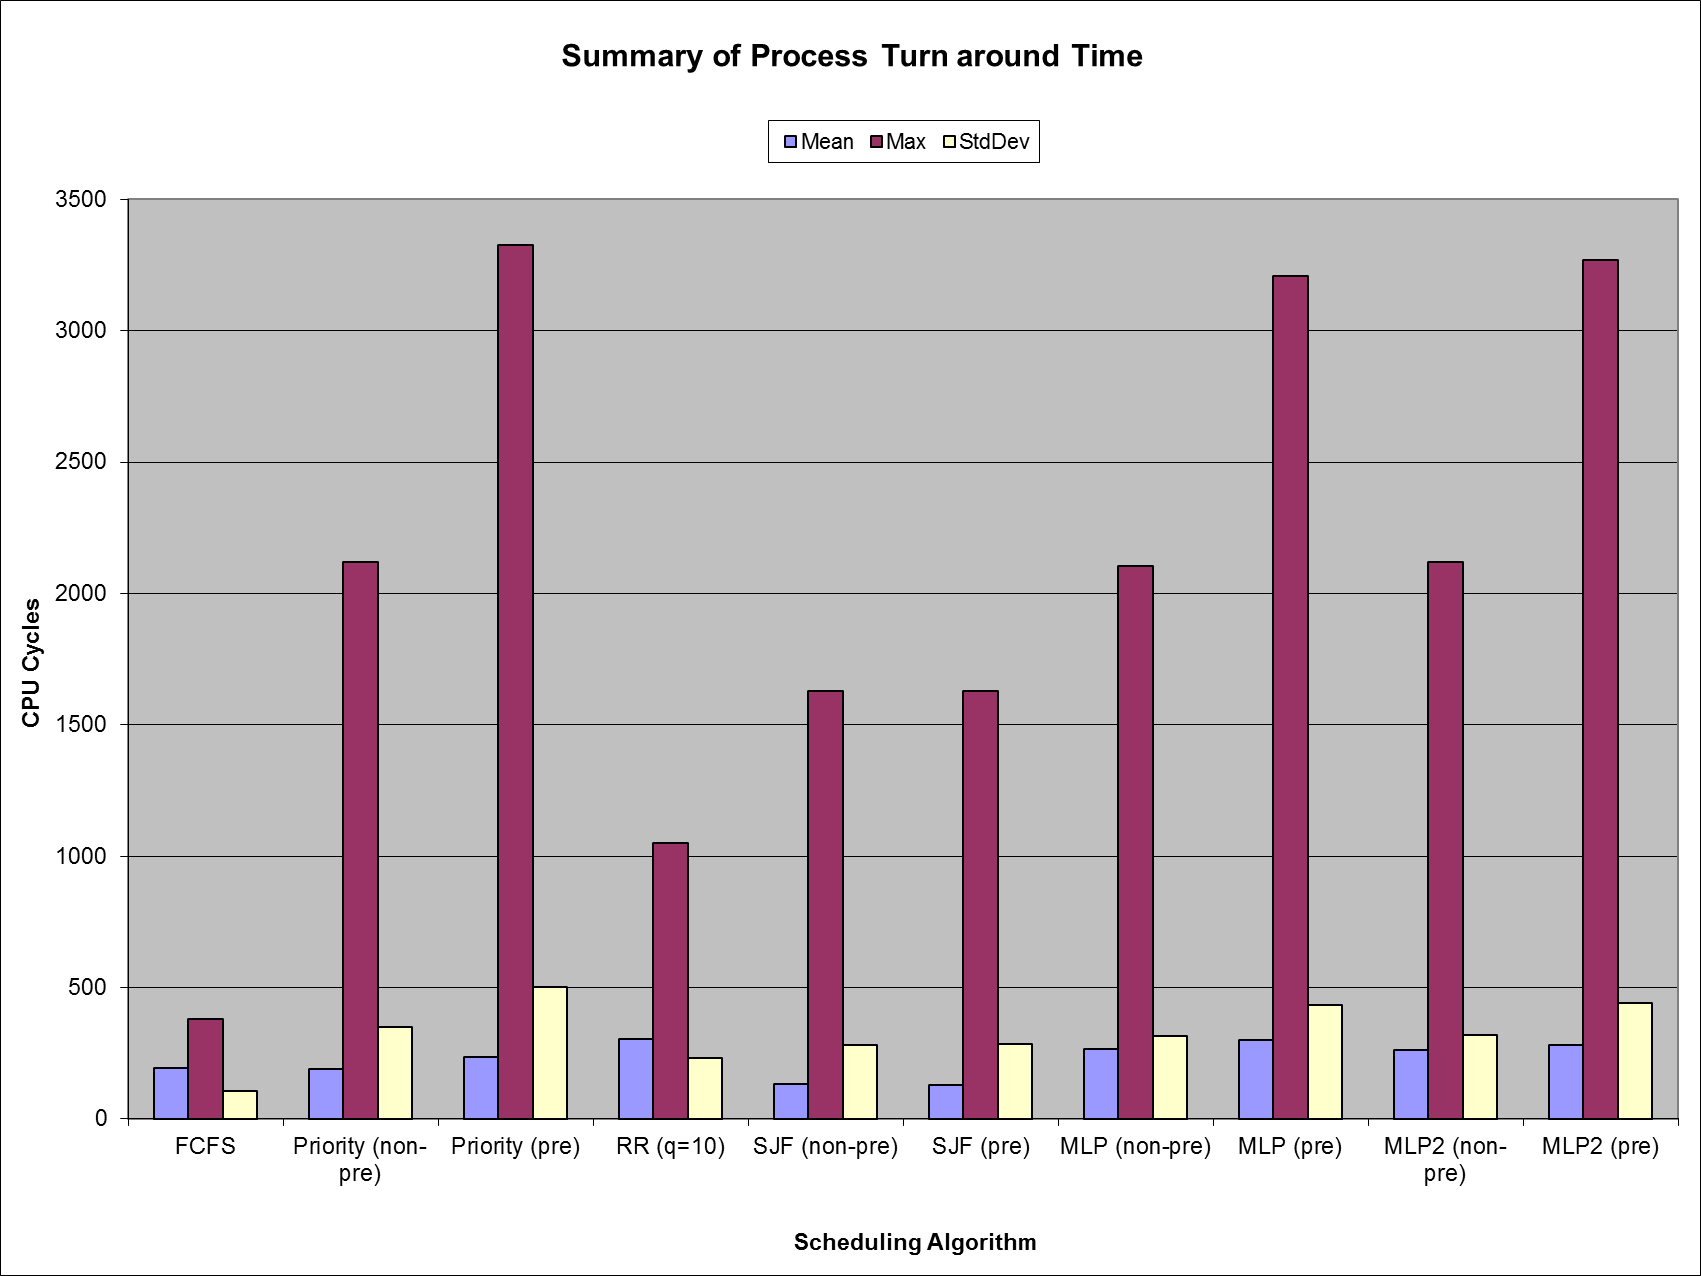 Summary of Process Turn around Time
Mean Max StdDev
3500
3000
2500
2000
1500
1000
500
0
CPU Cycles
FCFS Priority (non- Priority (pre) RR (q=10) SJF (non-pre) SJF (pre) MLP (non-pre) MLP (pre) MLP2 (non- MLP2 (pre)
pre) pre)
Scheduling Algorithm